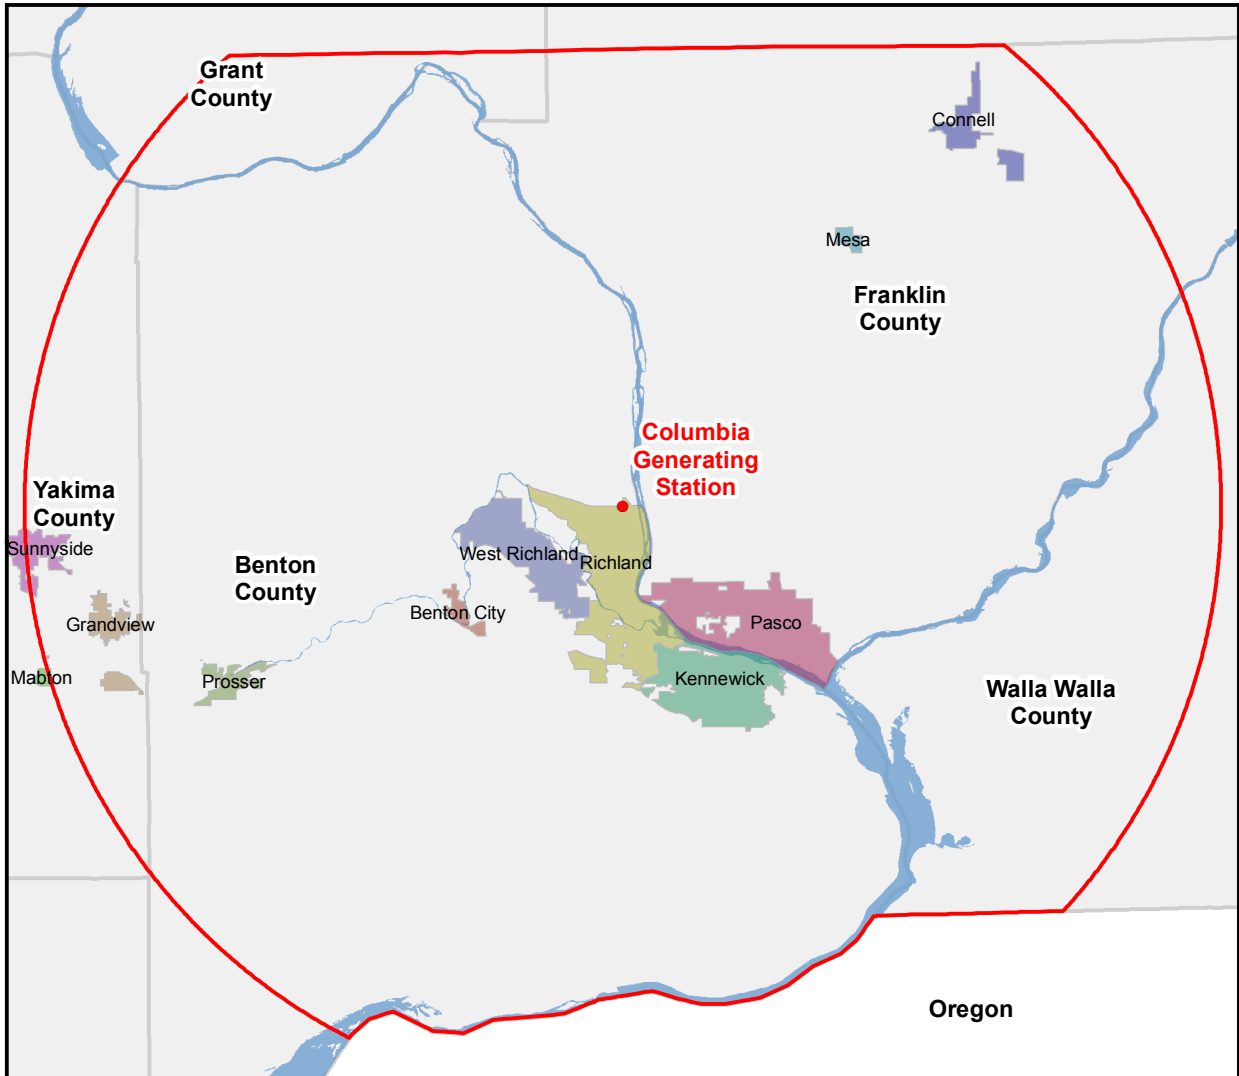 Grant
County
Connell
Mesa
Franklin
County
Columbia
Generating
Station
Yakima
County
Sunnyside
West Richland
Richland
Benton
County
Benton City
Grandview
Pasco
Mabton
Prosser
Kennewick
Walla Walla
County
Oregon